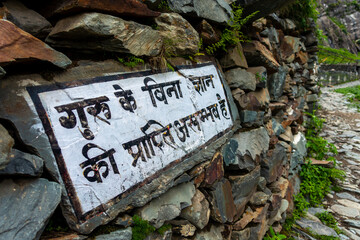 गुरु के बिना ज्ञान
की प्राप्ति असम्भव है